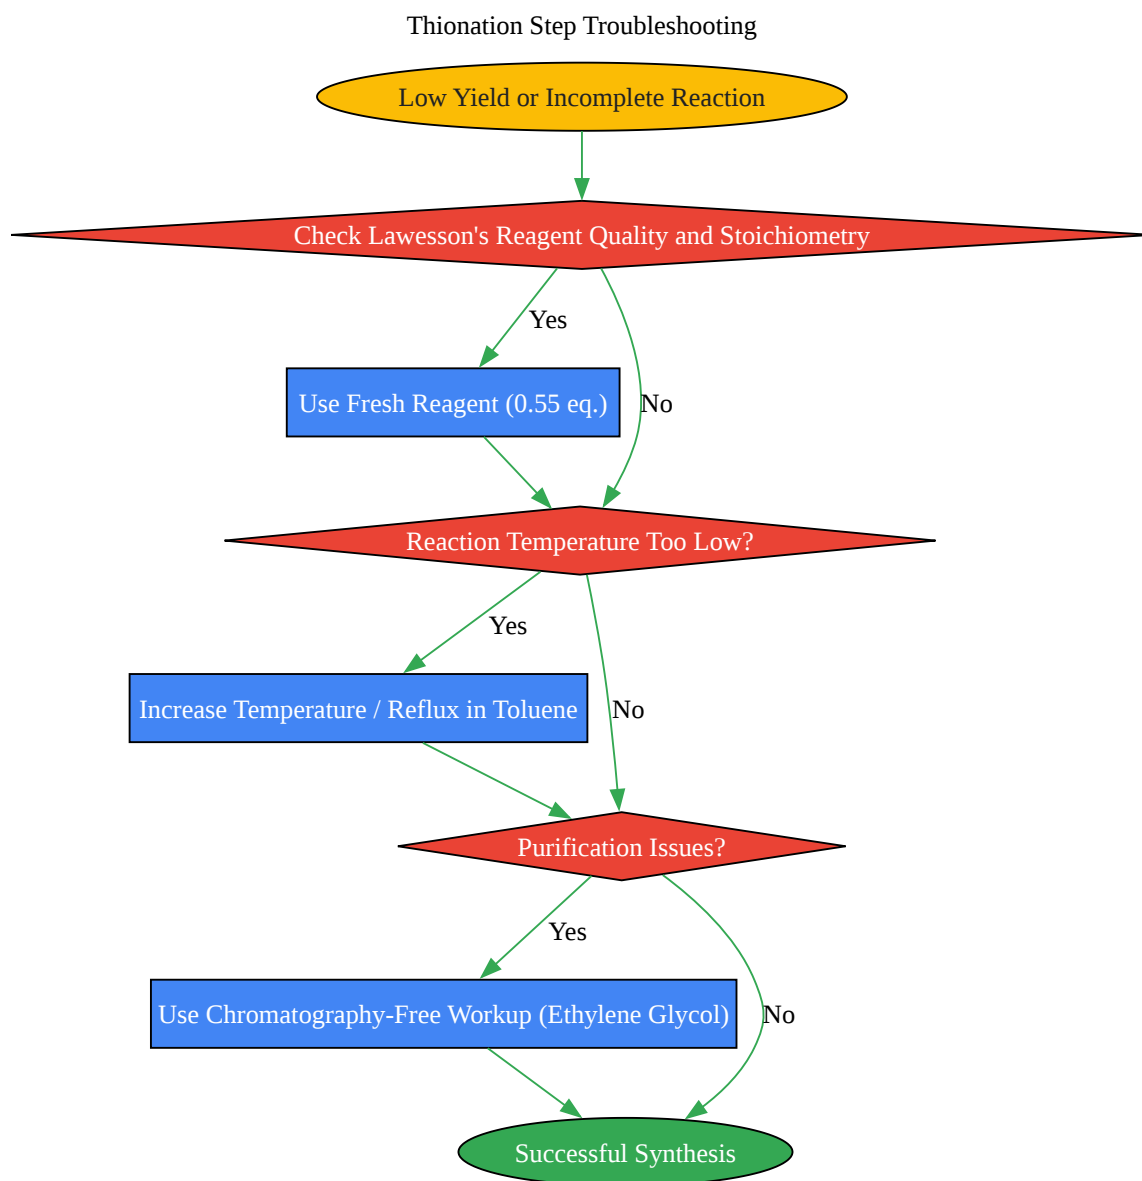 Thionation Step Troubleshooting
Low Yield or Incomplete Reaction
Check Lawesson's Reagent Quality and Stoichiometry
Yes
Use Fresh Reagent (0.55 eq.)
No
Reaction Temperature Too Low?
Yes
Increase Temperature / Reflux in Toluene
No
Purification Issues?
Yes
Use Chromatography-Free Workup (Ethylene Glycol)
No
Successful Synthesis